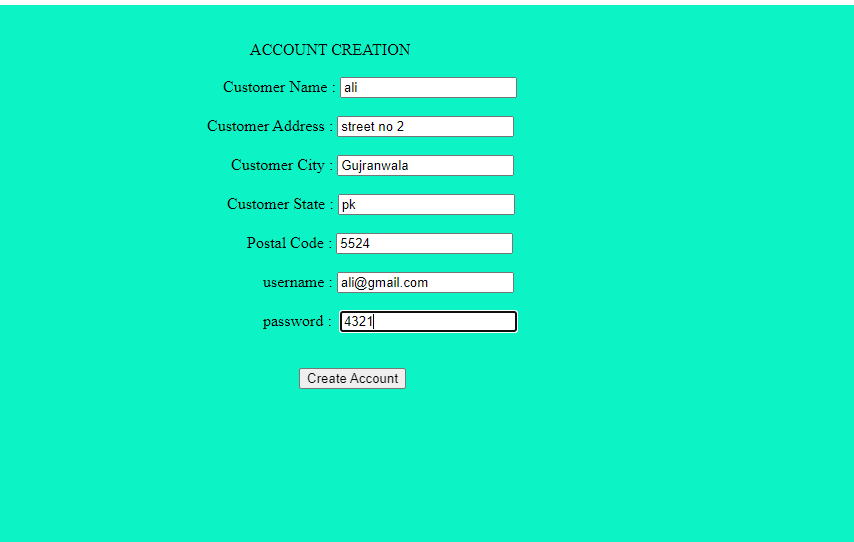 ACCOUNT CREATION
Customer Name : ali
Customer Address : street no 2
Customer City : Gujranwala
Customer State : pk
Postal Code : 5524
username : ali@gmail.com
password : 4321
Create Account